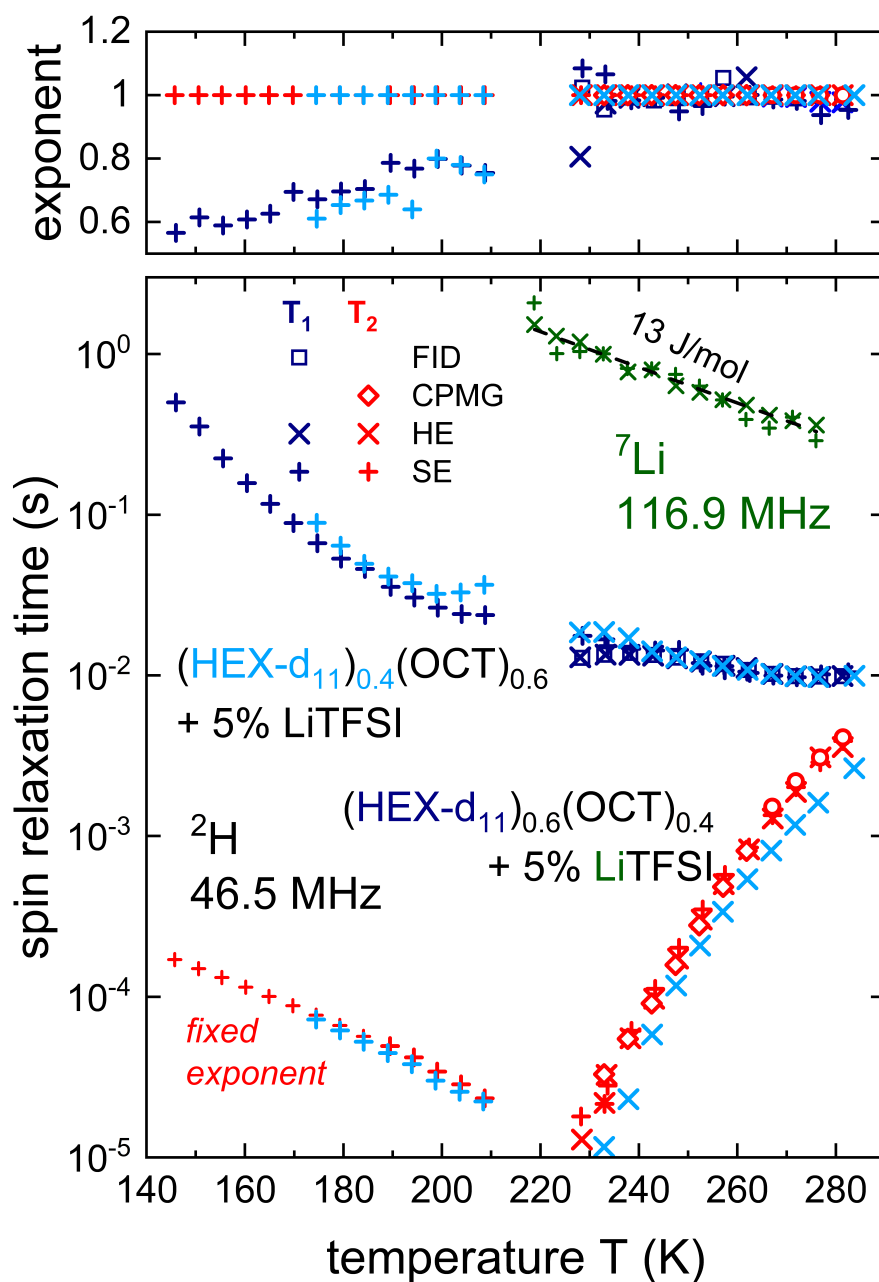 1.2
1
0.8
0.6
exponent
T1 T2
FID
CPMG
HE
SE
13 J/mol
7Li
116.9 MHz
(HEX-d11)0.4(OCT)0.6
+ 5% LiTFSI
(HEX-d11)0.6(OCT)0.4
+ 5% LiTFSI
2H
46.5 MHz
fixed
exponent
10^0
10^-1
10^-2
10^-3
10^-4
10^-5
spin relaxation time (s)
140 160 180 200 220 240 260 280
temperature T (K)